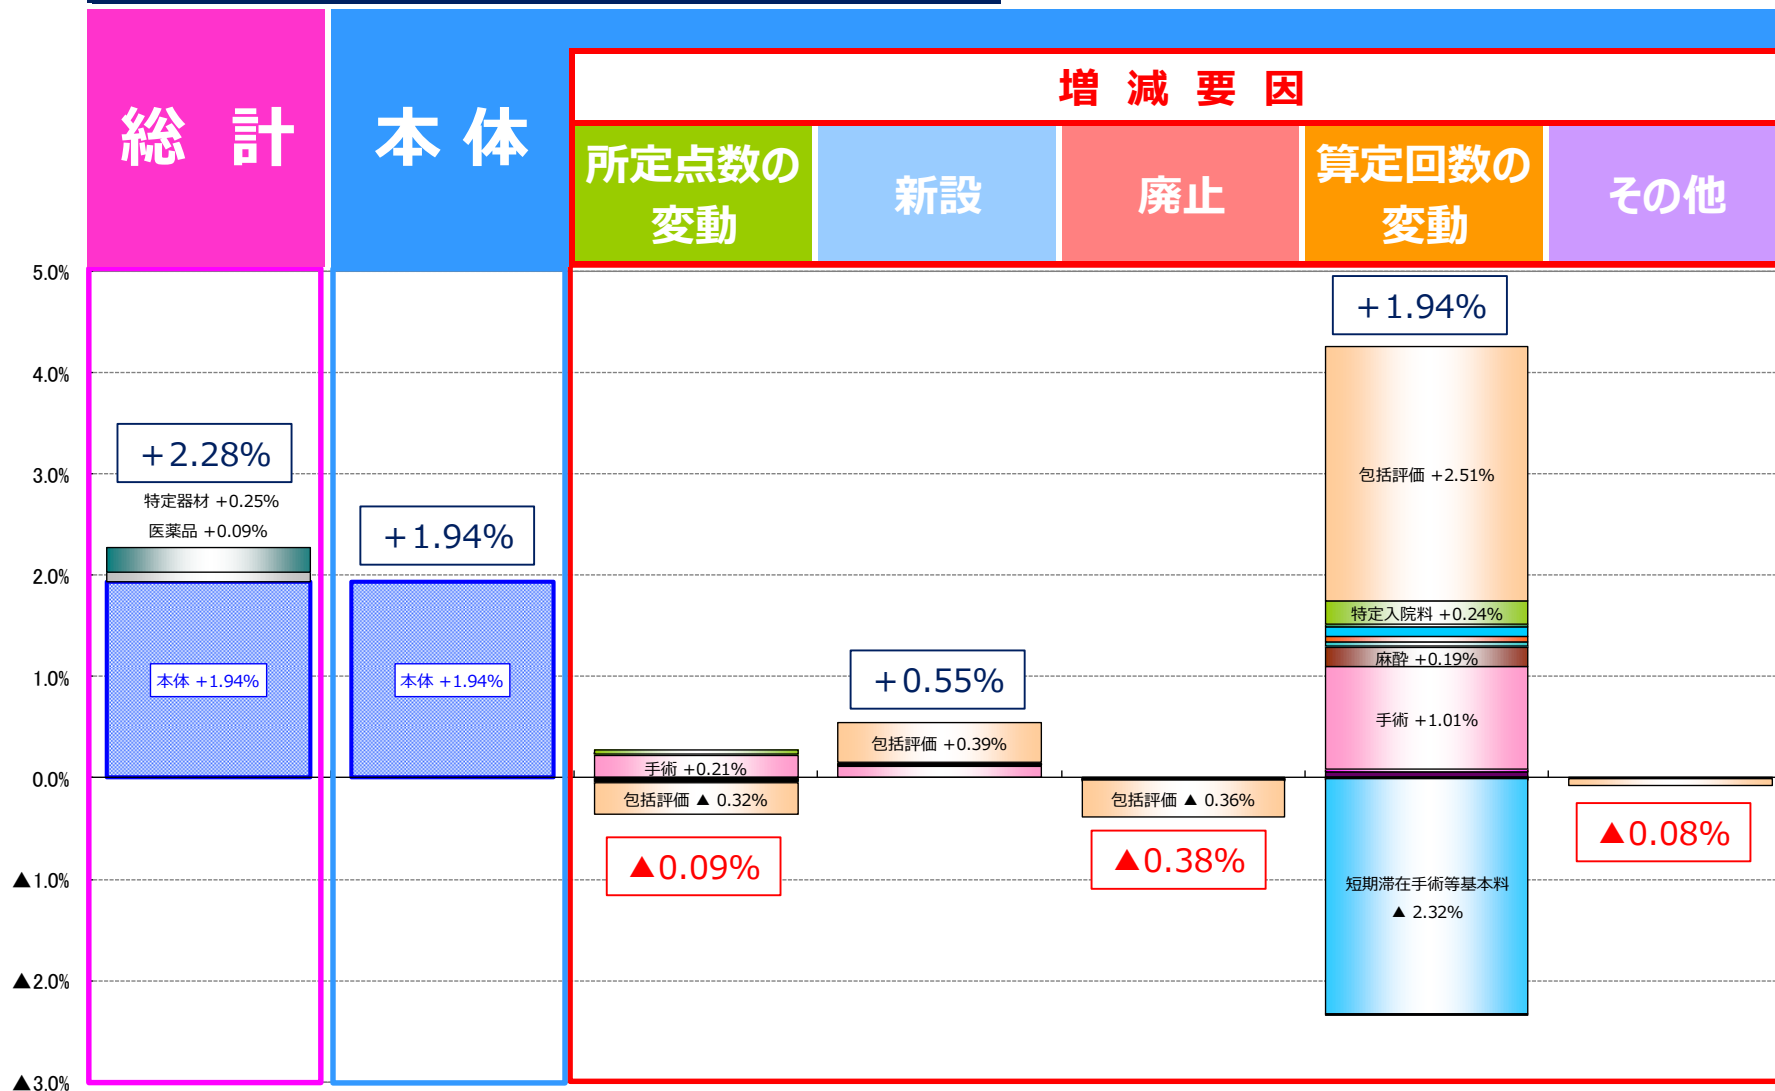 総 計
本 体
増 減 要 因
所定点数の
変動
新設
廃止
算定回数の
変動
その他
5.0%
4.0%
3.0%
2.0%
1.0%
0.0%
▲1.0%
▲2.0%
▲3.0%
+2.28%
特定器材 +0.25%
医薬品 +0.09%
本体 +1.94%
+1.94%
本体 +1.94%
手術 +0.21%
包括評価 ▲ 0.32%
▲0.09%
+0.55%
包括評価 +0.39%
包括評価 ▲ 0.36%
▲0.38%
+1.94%
包括評価 +2.51%
特定入院料 +0.24%
麻酔 +0.19%
手術 +1.01%
短期滞在手術等基本料
▲ 2.32%
▲0.08%